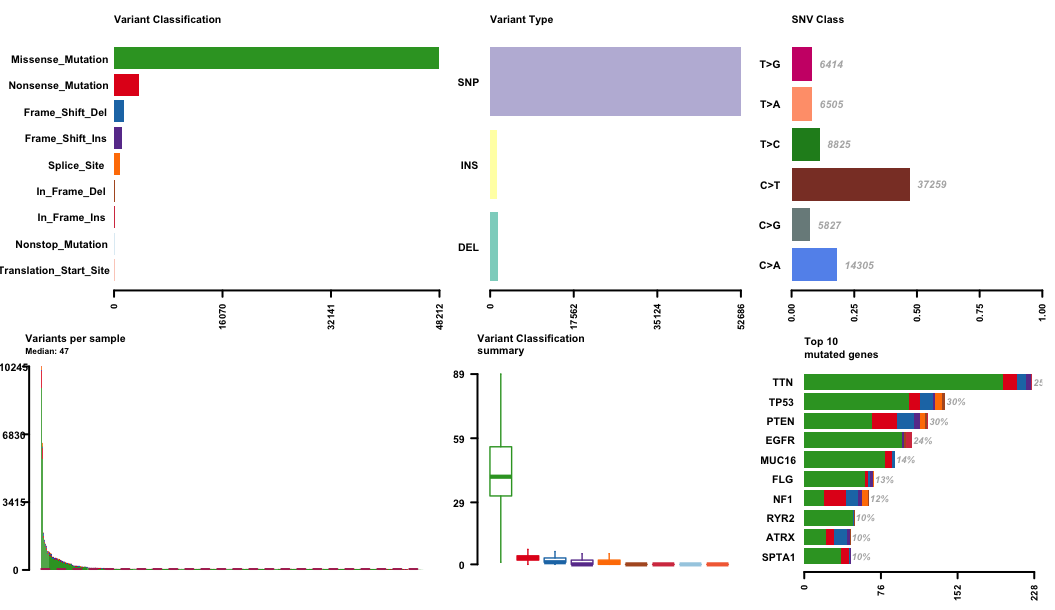 Variant Classification
Missense_Mutation
Nonsense_Mutation
Frame_Shift_Del
Frame_Shift_Ins
Splice_Site
In_Frame_Del
In_Frame_Ins
Nonstop_Mutation
Translation_Start_Site
0
16070
32141
48212
Variant Type
SNP
INS
DEL
0
17562
35124
52686
SNV Class
T>G
6414
T>A
6505
T>C
8825
C>T
37259
C>G
5827
C>A
14305
0.00
0.25
0.50
0.75
1.00
Variants per sample
Median: 47
10245
6830
3415
0
Variant Classification
summary
89
59
29
0
Top 10
mutated genes
TTN
TP53 30%
PTEN 30%
EGFR 24%
MUC16 14%
FLG 13%
NF1 12%
RYR2 10%
ATRX 10%
SPTA1 10%
0
76
152
228